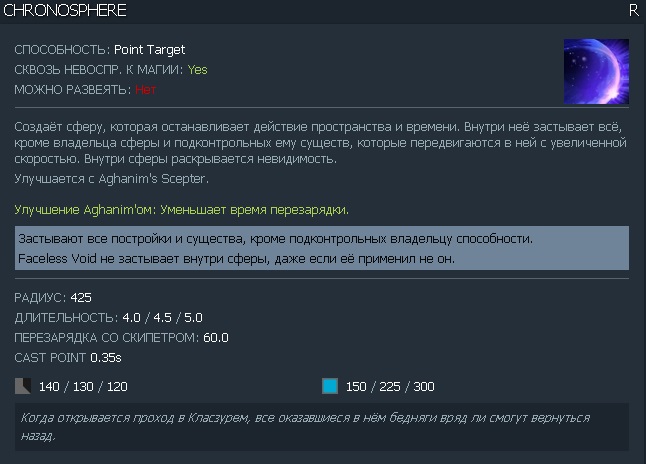 CHRONOSPHERE R
СПОСОБНОСТЬ: Point Target
СКВОЗЬ НЕВОСПР. К МАГИИ: Yes
МОЖНО РАЗВЕЯТЬ: Нет
Создаёт сферу, которая останавливает действие пространства и времени. Внутри неё застывает всё,
кроме владельца сферы и подконтрольных ему существ, которые передвигаются в ней с увеличенной
скоростью. Внутри сферы раскрывается невидимость.
Улучшается с Aghanim's Scepter.
Улучшение Aghanim'ом: Уменьшает время перезарядки.
Застывают все постройки и существа, кроме подконтрольных владельцу способности.
Faceless Void не застывает внутри сферы, даже если её применил не он.
РАДИУС: 425
ДЛИТЕЛЬНОСТЬ: 4.0 / 4.5 / 5.0
ПЕРЕЗАРЯДКА СО СКИПЕТРОМ: 60.0
CAST POINT 0.35s
140 / 130 / 120 150 / 225 / 300
Когда открывается проход в Класзурем, все оказавшиеся в нём бедняги вряд ли смогут вернуться
назад.